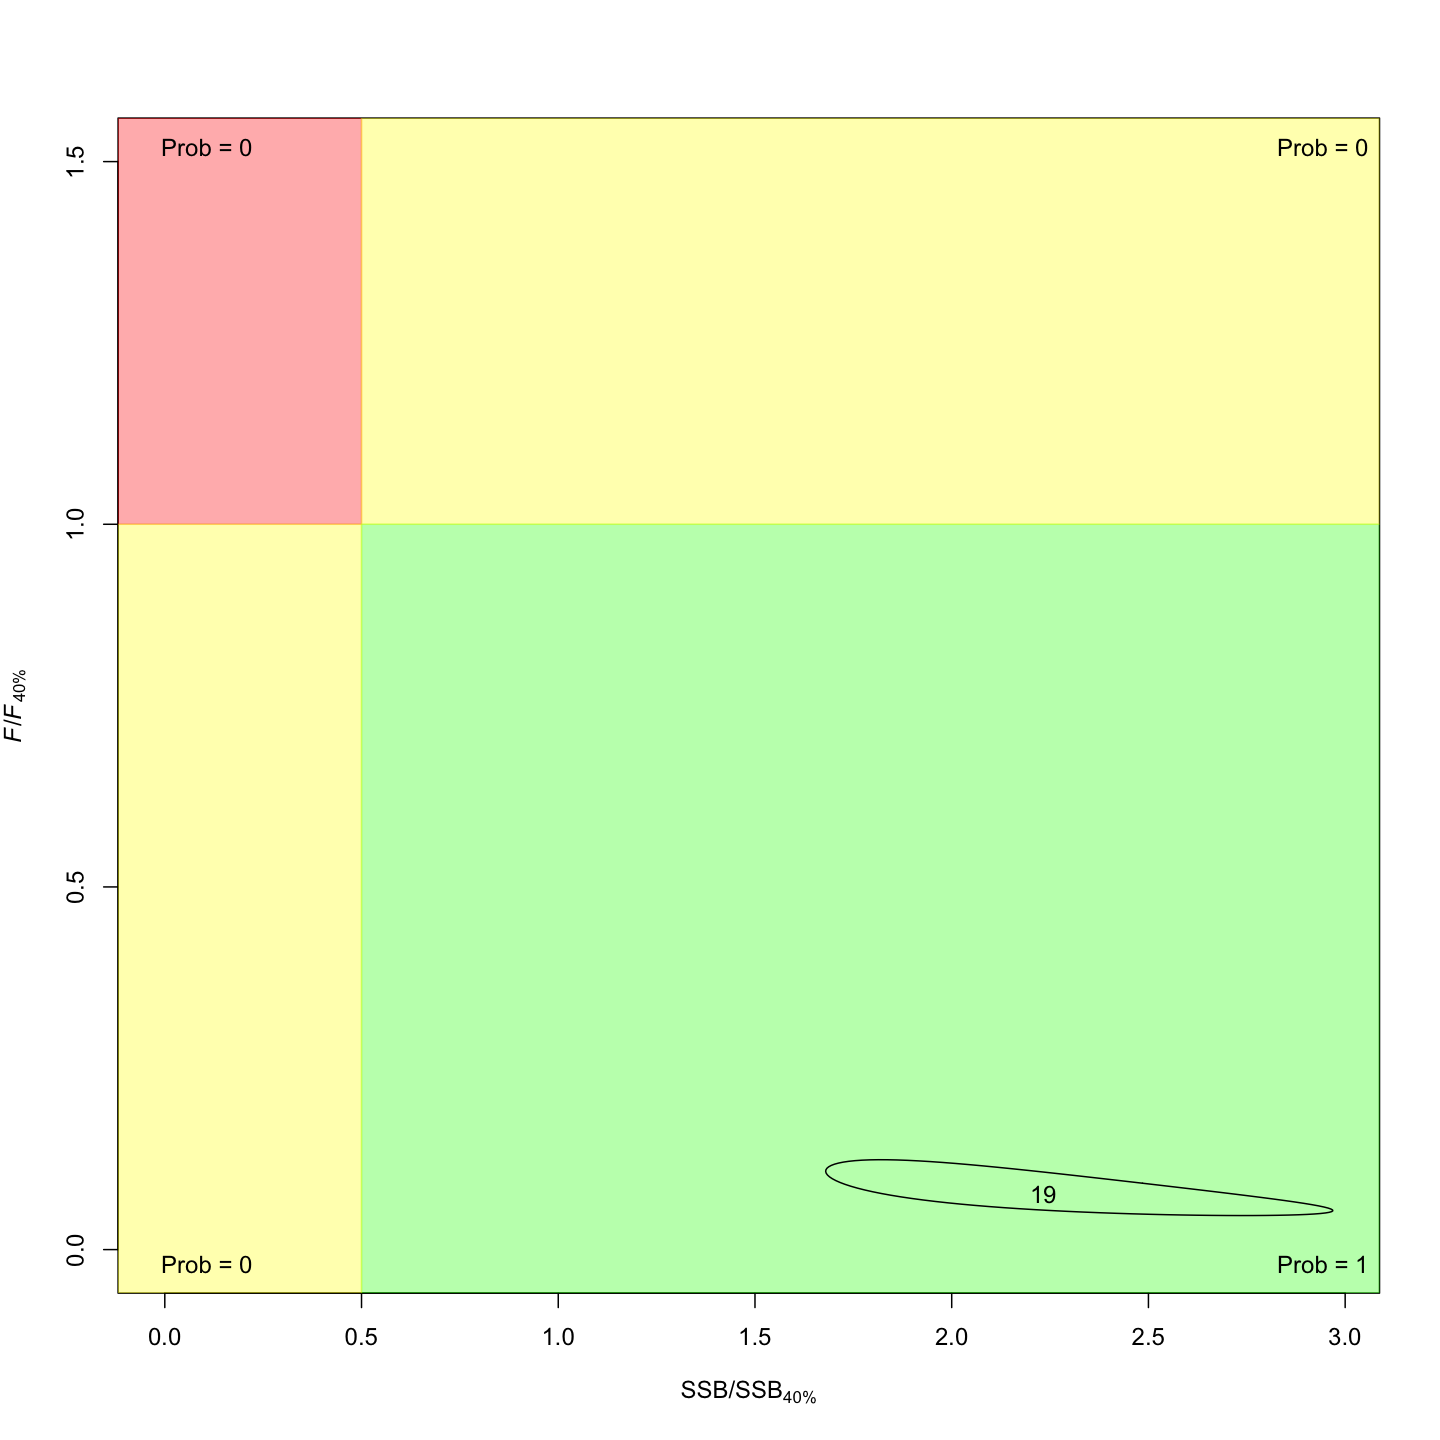 Prob = 0
Prob = 0
1.5
1.0
0.5
0.0
F/F40%
19
Prob = 0
Prob = 1
0.0 0.5 1.0 1.5 2.0 2.5 3.0
SSB/SSB40%